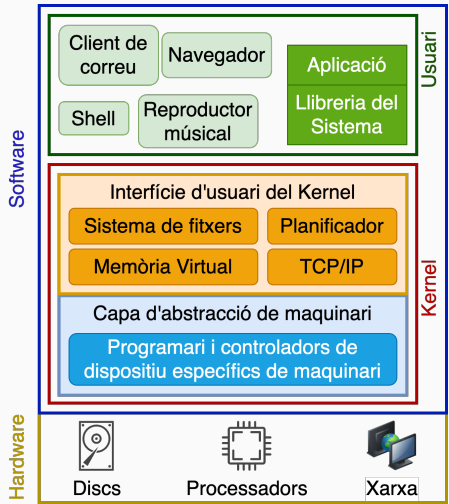 Client de
correu
Navegador
Shell
Reproductor
músical
Aplicació
Llibreria del
Sistema
Usuari
Software
Interfície d'usuari del Kernel
Sistema de fitxers
Planificador
Memòria Virtual
TCP/IP
Capa d'abstracció de maquinari
Programari i controladors de
dispositiu específics de maquinari
Kernel
Hardware
Discs
Processadors
Xarxa